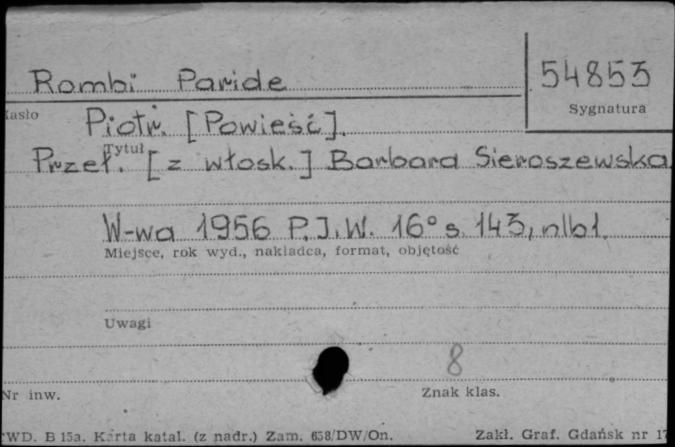 Rombi Paride
54853
Hasło
Sygnatura
Piotr. [Powieść].
Tytuł
Przeł. [z włosk.] Barbara Sieroszewska
W-wa 1956 P.I.W. 16° s. 143, nlb1.
Miejsce, rok wyd., nakładca, format, objętość
Uwagi
8
Nr inw.
Znak klas.
PWD. B 15a. Karta katal. (z nadr.) Zam. 658/DW/On.
Zakł. Graf. Gdańsk nr 17